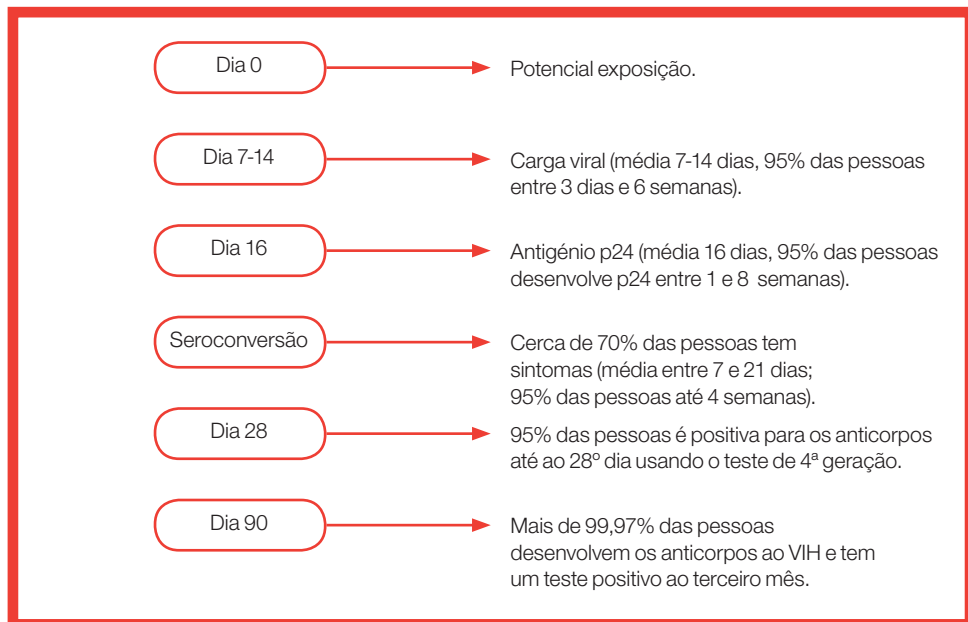 Dia 0
Potencial exposição.
Dia 7-14
Carga viral (média 7-14 dias, 95% das pessoas
entre 3 dias e 6 semanas).
Dia 16
Antigénio p24 (média 16 dias, 95% das pessoas
desenvolve p24 entre 1 e 8 semanas).
Seroconversão
Cerca de 70% das pessoas tem
sintomas (média entre 7 e 21 dias;
95% das pessoas até 4 semanas).
Dia 28
95% das pessoas é positiva para os anticorpos
até ao 28º dia usando o teste de 4ª geração.
Dia 90
Mais de 99,97% das pessoas
desenvolvem os anticorpos ao VIH e tem
um teste positivo ao terceiro mês.